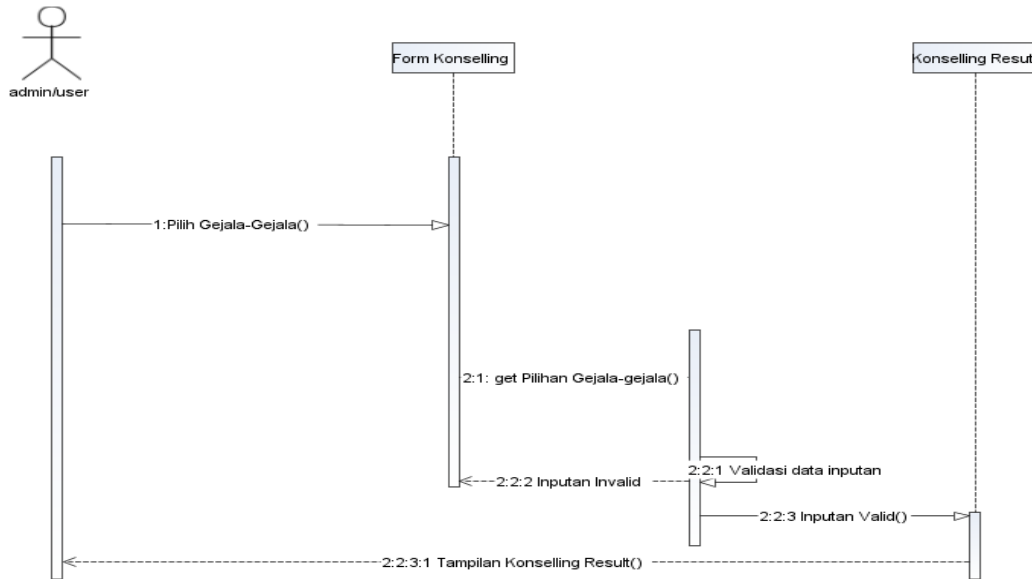 admin/user
Form Konselling
Konselling Resut
1:Pilih Gejala-Gejala()
2:1: get Pilihan Gejala-gejala()
2:2:1 Validasi data inputan
2:2:2 Inputan Invalid
2:2:3 Inputan Valid()
2:2:3:1 Tampilan Konselling Result()